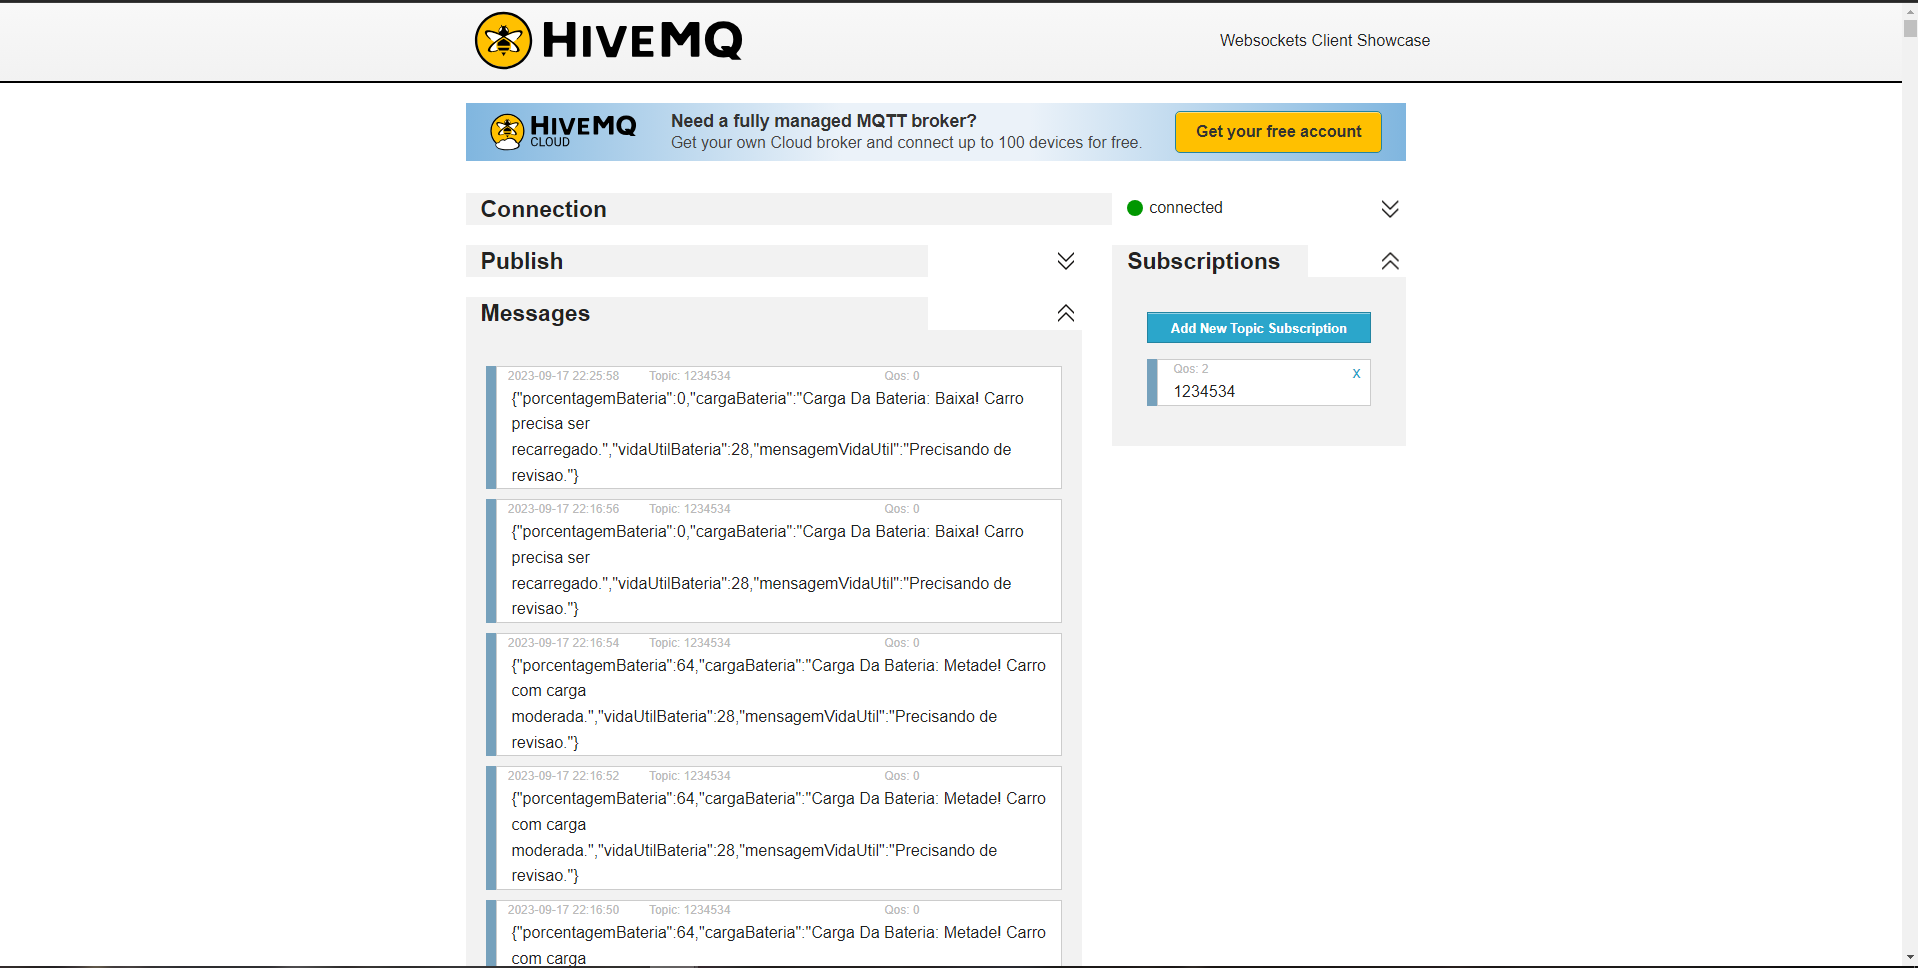 HIVEMQ
Websockets Client Showcase
HIVEMQ
CLOUD
Need a fully managed MQTT broker?
Get your own Cloud broker and connect up to 100 devices for free.
Get your free account
Connection
connected
Publish
Subscriptions
Messages
Add New Topic Subscription
Qos: 2
x
1234534
2023-09-17 22:25:58 Topic: 1234534 Qos: 0
{"porcentagemBateria":0,"cargaBateria":"Carga Da Bateria: Baixa! Carro
precisa ser
recarregado.","vidaUtilBateria":28,"mensagemVidaUtil":"Precisando de
revisao."}
2023-09-17 22:16:56 Topic: 1234534 Qos: 0
{"porcentagemBateria":0,"cargaBateria":"Carga Da Bateria: Baixa! Carro
precisa ser
recarregado.","vidaUtilBateria":28,"mensagemVidaUtil":"Precisando de
revisao."}
2023-09-17 22:16:54 Topic: 1234534 Qos: 0
{"porcentagemBateria":64,"cargaBateria":"Carga Da Bateria: Metade! Carro
com carga
moderada.","vidaUtilBateria":28,"mensagemVidaUtil":"Precisando de
revisao."}
2023-09-17 22:16:52 Topic: 1234534 Qos: 0
{"porcentagemBateria":64,"cargaBateria":"Carga Da Bateria: Metade! Carro
com carga
moderada.","vidaUtilBateria":28,"mensagemVidaUtil":"Precisando de
revisao."}
2023-09-17 22:16:50 Topic: 1234534 Qos: 0
{"porcentagemBateria":64,"cargaBateria":"Carga Da Bateria: Metade! Carro
com carga